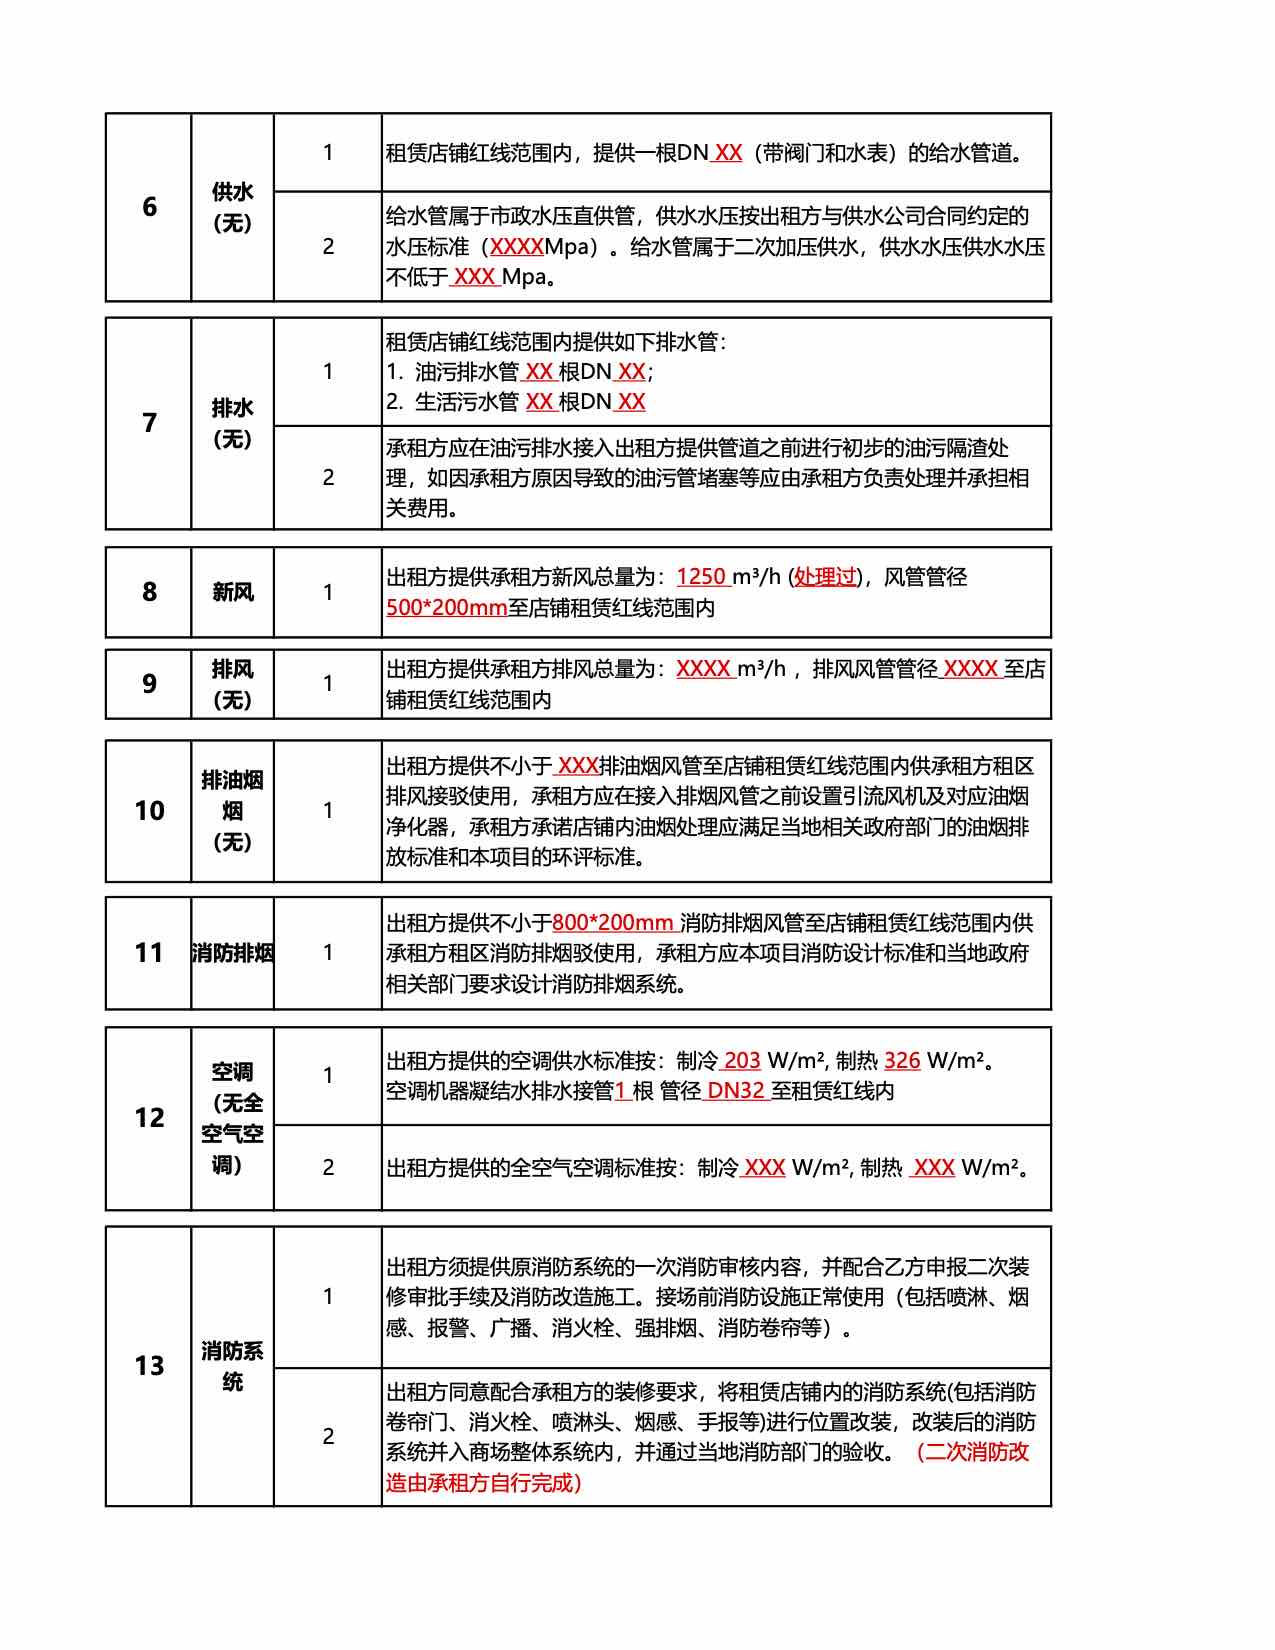 6
供水
（无）
1
租赁店铺红线范围内，提供一根DN XX（带阀门和水表）的给水管道。
2
给水管属于市政水压直供管，供水水压按出租方与供水公司合同约定的
水压标准（XXXXMpa）。给水管属于二次加压供水，供水水压供水水压
不低于 XXX Mpa。
7
排水
（无）
1
租赁店铺红线范围内提供如下排水管：
1. 油污排水管 XX 根DN XX；
2. 生活污水管 XX 根DN XX
2
承租方应在油污排水接入出租方提供管道之前进行初步的油污隔渣处
理，如因承租方原因导致的油污管堵塞等应由承租方负责处理并承担相
关费用。
8
新风
1
出租方提供承租方新风总量为：1250 m³/h (处理过)，风管管径
500*200mm至店铺租赁红线范围内
9
排风
（无）
1
出租方提供承租方排风总量为：XXXX m³/h ，排风风管管径 XXXX 至店
铺租赁红线范围内
10
排油烟
烟
（无）
1
出租方提供不小于 XXX排油烟风管至店铺租赁红线范围内供承租方租区
排风接驳使用，承租方应在接入排烟风管之前设置引流风机及对应油烟
净化器，承租方承诺店铺内油烟处理应满足当地相关政府部门的油烟排
放标准和本项目的环评标准。
11
消防排烟
1
出租方提供不小于800*200mm 消防排烟风管至店铺租赁红线范围内供
承租方租区消防排烟驳使用，承租方应本项目消防设计标准和当地政府
相关部门要求设计消防排烟系统。
12
空调
（无全
空气空
调）
1
出租方提供的空调供水标准按：制冷 203 W/m², 制热 326 W/m²。
空调机器凝结水排水接管1 根 管径 DN32 至租赁红线内
2
出租方提供的全空气空调标准按：制冷 XXX W/m², 制热 XXX W/m²。
13
消防系
统
1
出租方须提供原消防系统的一次消防审核内容，并配合乙方申报二次装
修审批手续及消防改造施工。接场前消防设施正常使用（包括喷淋、烟
感、报警、广播、消火栓、强排烟、消防卷帘等）。
2
出租方同意配合承租方的装修要求，将租赁店铺内的消防系统(包括消防
卷帘门、消火栓、喷淋头、烟感、手报等)进行位置改装，改装后的消防
系统并入商场整体系统内，并通过当地消防部门的验收。（二次消防改
造由承租方自行完成）